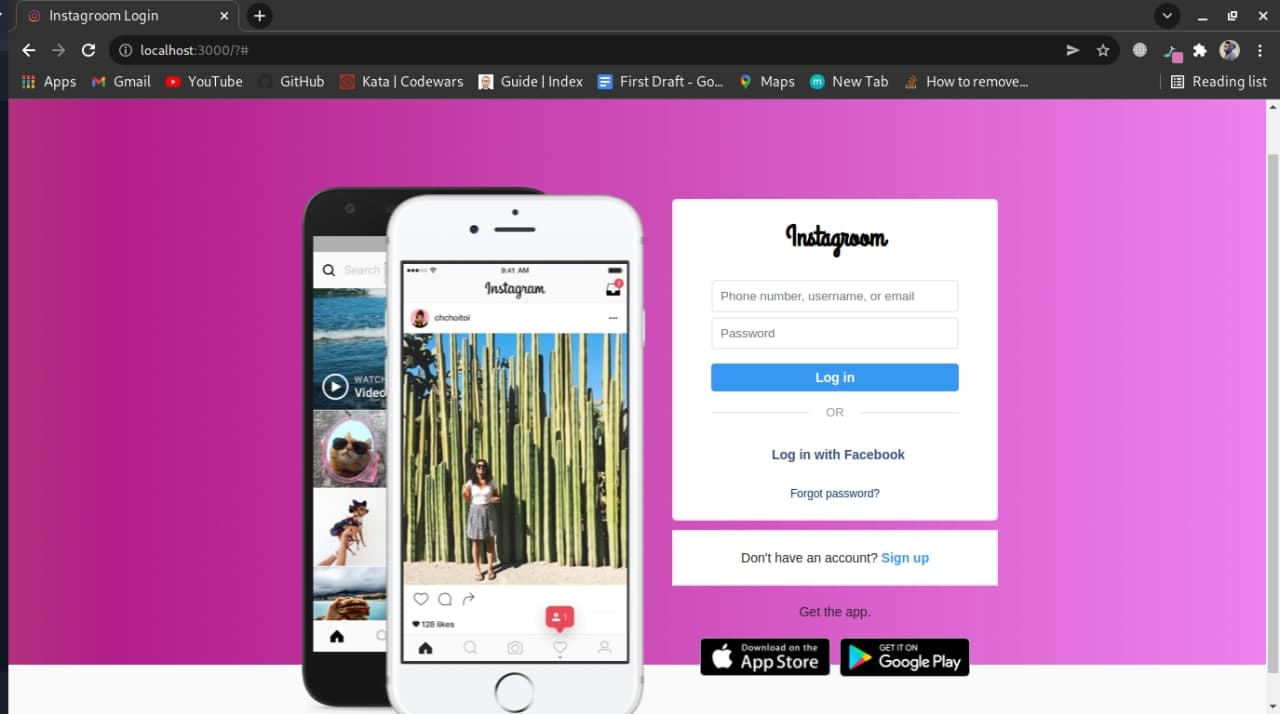 Instagroom Login
localhost:3000/?#
Apps Gmail YouTube GitHub Kata | Codewars Guide | Index First Draft - Go... Maps New Tab How to remove... Reading list
Search
WATCH
Video
9:41 AM
Instagram
chchoitoi
128 likes
1
Instagroom
Phone number, username, or email
Password
Log in
OR
Log in with Facebook
Forgot password?
Don't have an account? Sign up
Get the app.
Download on the
App Store
GET IT ON
Google Play